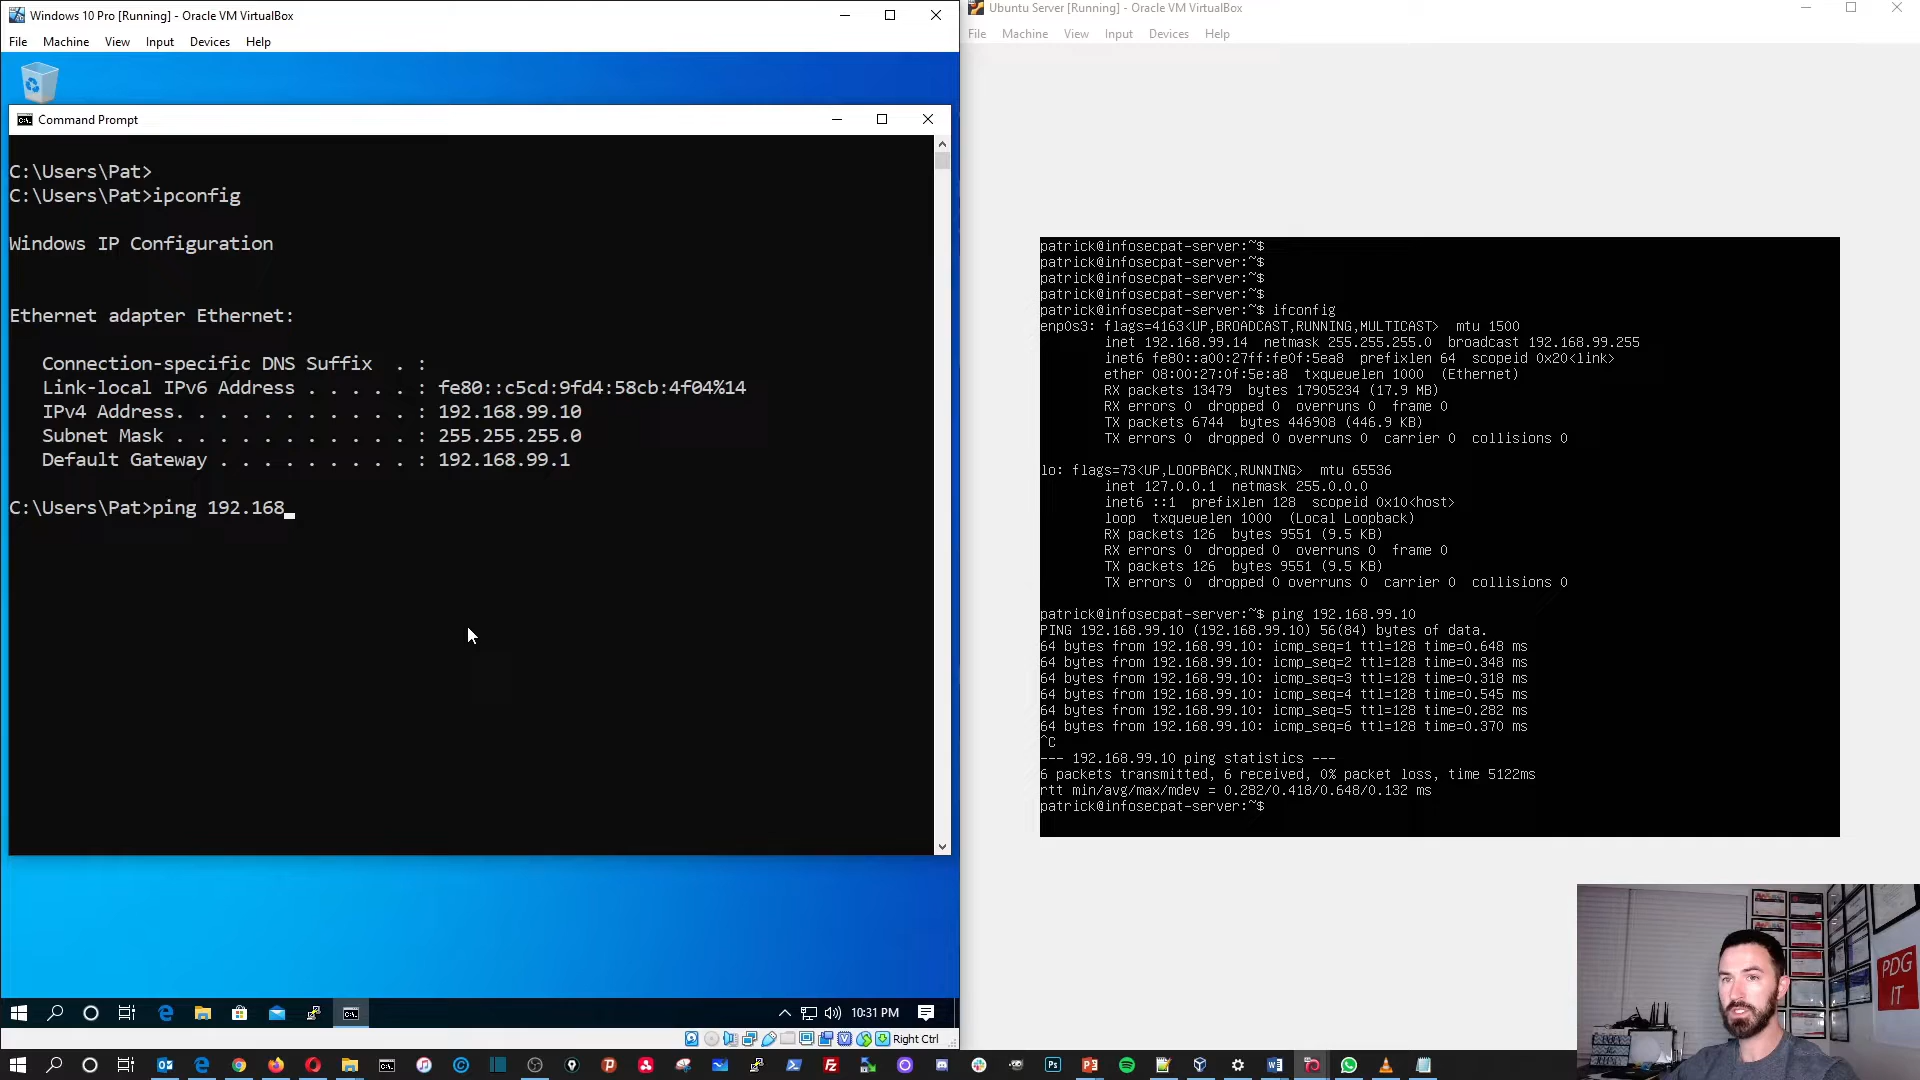 Windows 10 Pro [Running] - Oracle VM VirtualBox
File Machine View Input Devices Help
Command Prompt
C:\Users\Pat>
C:\Users\Pat>ipconfig
Windows IP Configuration
Ethernet adapter Ethernet:
Connection-specific DNS Suffix . :
Link-local IPv6 Address . . . . . : fe80::c5cd:9fd4:58cb:4f04%14
IPv4 Address. . . . . . . . . . . : 192.168.99.10
Subnet Mask . . . . . . . . . . . : 255.255.255.0
Default Gateway . . . . . . . . . : 192.168.99.1
C:\Users\Pat>ping 192.168_
10:31 PM
Right Ctrl
Ubuntu Server [Running] - Oracle VM VirtualBox
File Machine View Input Devices Help
patrick@infosecpat-server:~$
patrick@infosecpat-server:~$
patrick@infosecpat-server:~$
patrick@infosecpat-server:~$
patrick@infosecpat-server:~$ ifconfig
enp0s3: flags=4163<UP,BROADCAST,RUNNING,MULTICAST> mtu 1500
inet 192.168.99.14 netmask 255.255.255.0 broadcast 192.168.99.255
inet6 fe80::a00:27ff:fe0f:5ea8 prefixlen 64 scopeid 0x20<link>
ether 08:00:27:0f:5e:a8 txqueuelen 1000 (Ethernet)
RX packets 13479 bytes 17905234 (17.9 MB)
RX errors 0 dropped 0 overruns 0 frame 0
TX packets 6744 bytes 446908 (446.9 KB)
TX errors 0 dropped 0 overruns 0 carrier 0 collisions 0
lo: flags=73<UP,LOOPBACK,RUNNING> mtu 65536
inet 127.0.0.1 netmask 255.0.0.0
inet6 ::1 prefixlen 128 scopeid 0x10<host>
loop txqueuelen 1000 (Local Loopback)
RX packets 126 bytes 9551 (9.5 KB)
RX errors 0 dropped 0 overruns 0 frame 0
TX packets 126 bytes 9551 (9.5 KB)
TX errors 0 dropped 0 overruns 0 carrier 0 collisions 0
patrick@infosecpat-server:~$ ping 192.168.99.10
PING 192.168.99.10 (192.168.99.10) 56(84) bytes of data.
64 bytes from 192.168.99.10: icmp_seq=1 ttl=128 time=0.648 ms
64 bytes from 192.168.99.10: icmp_seq=2 ttl=128 time=0.348 ms
64 bytes from 192.168.99.10: icmp_seq=3 ttl=128 time=0.318 ms
64 bytes from 192.168.99.10: icmp_seq=4 ttl=128 time=0.545 ms
64 bytes from 192.168.99.10: icmp_seq=5 ttl=128 time=0.282 ms
64 bytes from 192.168.99.10: icmp_seq=6 ttl=128 time=0.370 ms
^C
--- 192.168.99.10 ping statistics ---
6 packets transmitted, 6 received, 0% packet loss, time 5122ms
rtt min/avg/max/mdev = 0.282/0.418/0.648/0.132 ms
patrick@infosecpat-server:~$
PDG
IT